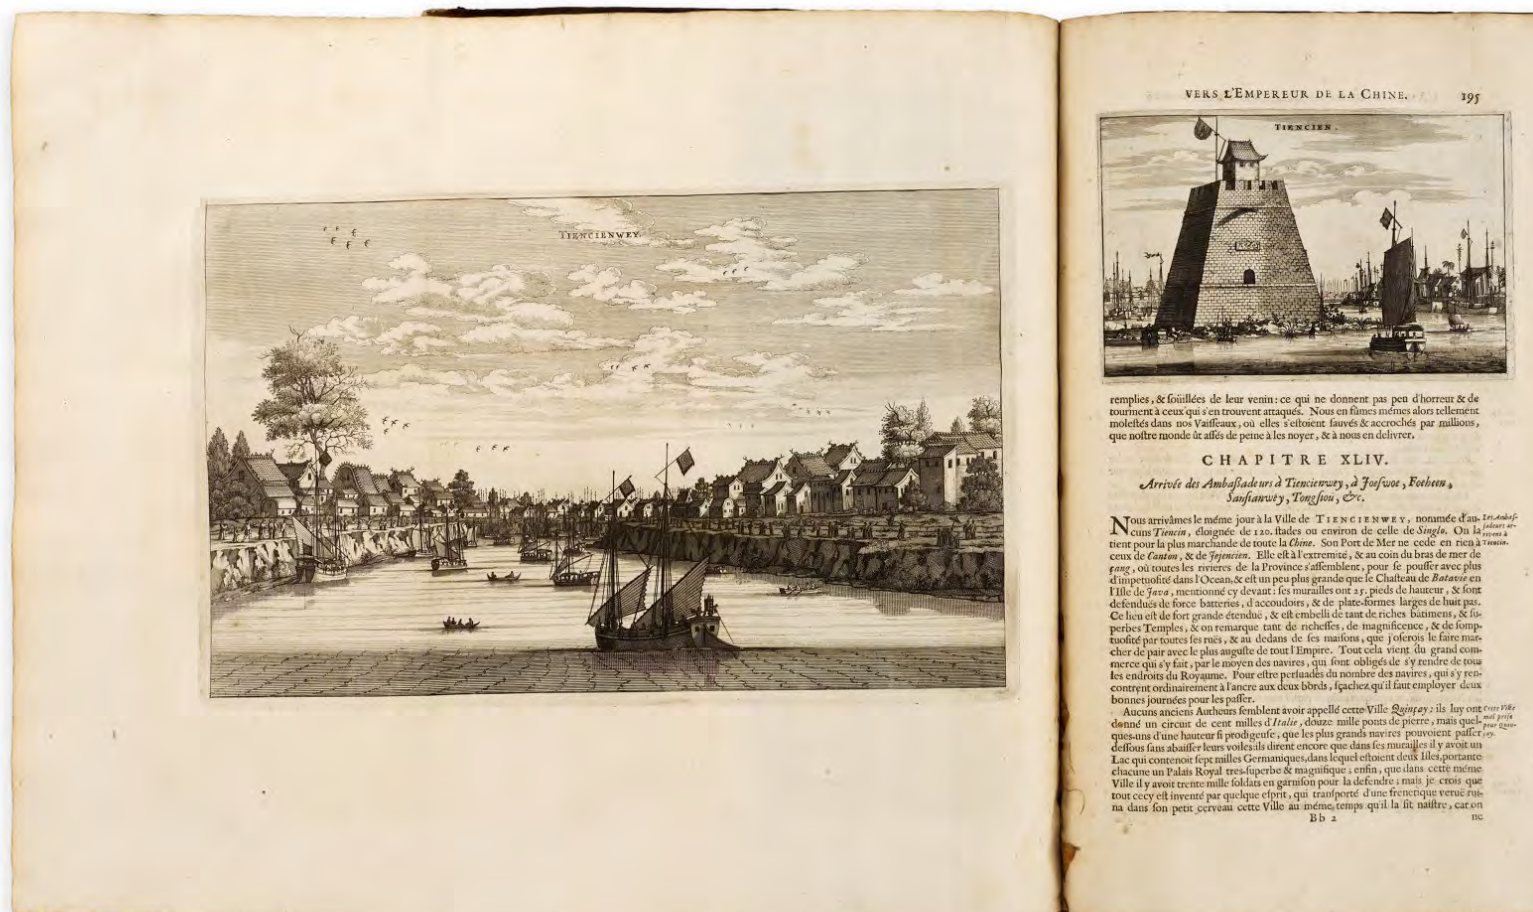 TIENCIENWEY.
VERS L'EMPEREUR DE LA CHINE. 195
TIENCIEN.
remplies, & soüillées de leur venin: ce qui ne donnent pas peu d'horreur & de
tourment à ceux qui s'en trouvent attaqués. Nous en fûmes mémes alors tellement
molestés dans nos Vaisseaux, où elles s'estoient sauvés & accrochés par millions,
que nostre monde ût assés de peine à les noyer, & à nous en delivrer.
CHAPITRE XLIV.
Arrivée des Ambassadeurs à Tiencienwey, à Joeswoe, Focheen,
Sansianwey, Tongsiou, &c.
Nous arrivâmes le méme jour à la Ville de TIENCIENWEY, nommée d'au-
cuns Tiencin, éloignée de 120. stades ou environ de celle de Singlo. On la
tient pour la plus marchande de toute la Chine. Son Port de Mer ne cede en rien à
ceux de Canton, & de Jejencien. Elle est à l'extremité, & au coin du bras de mer de
çang, où toutes les rivieres de la Province s'assemblent, pour se pousser avec plus
d'impetuosité dans l'Ocean, & est un peu plus grande que le Chasteau de Batavie en
l'Isle de Java, mentionné cy devant: ses murailles ont 25. pieds de hauteur, & sont
defenduës de force batteries, d'accoudoirs, & de plate-formes larges de huit pas.
Ce lieu est de fort grande étenduë, & est embelli de tant de riches bâtimens, & su-
perbes Temples, & on remarque tant de richesses, de magnificence, & de somp-
tuosité par toutes ses ruës, & au dedans de ses maisons, que j'oserois le faire mar-
cher de pair avec le plus auguste de tout l'Empire. Tout cela vient du grand com-
merce qui s'y fait, par le moyen des navires, qui sont obligés de s'y rendre de tous
les endroits du Royaume. Pour estre persuadés du nombre des navires, qui s'y ren-
contrent ordinairement à l'ancre aux deux bords, sçachez qu'il faut employer deux
bonnes journées pour les passer.
Aucuns anciens Autheurs semblent avoir appellé cette Ville Quinçay; ils luy ont
donné un circuit de cent milles d'Italie, douze mille ponts de pierre, mais quel-
ques-uns d'une hauteur si prodigieuse, que les plus grands navires pouvoient passer
dessous sans abaisser leurs voiles: ils dirent encore que dans ses murailles il y avoit un
Lac qui contenoit sept milles Germaniques, dans lequel estoient deux Isles, portante
chacune un Palais Royal tres-superbe & magnifique; enfin, que dans cette méme
Ville il y avoit trente mille soldats en garnison pour la defendre; mais je crois que
tout cecy est inventé par quelque esprit, qui transporté d'une frenetique verue rui-
na dans son petit cerveau cette Ville au méme temps qu'il la fit naistre, car on
Bb 2 ne
Les Ambas-
sadeurs ar-
rivent à
Tiencin.
Cette Ville
mal prise
pour Quin-
çay.